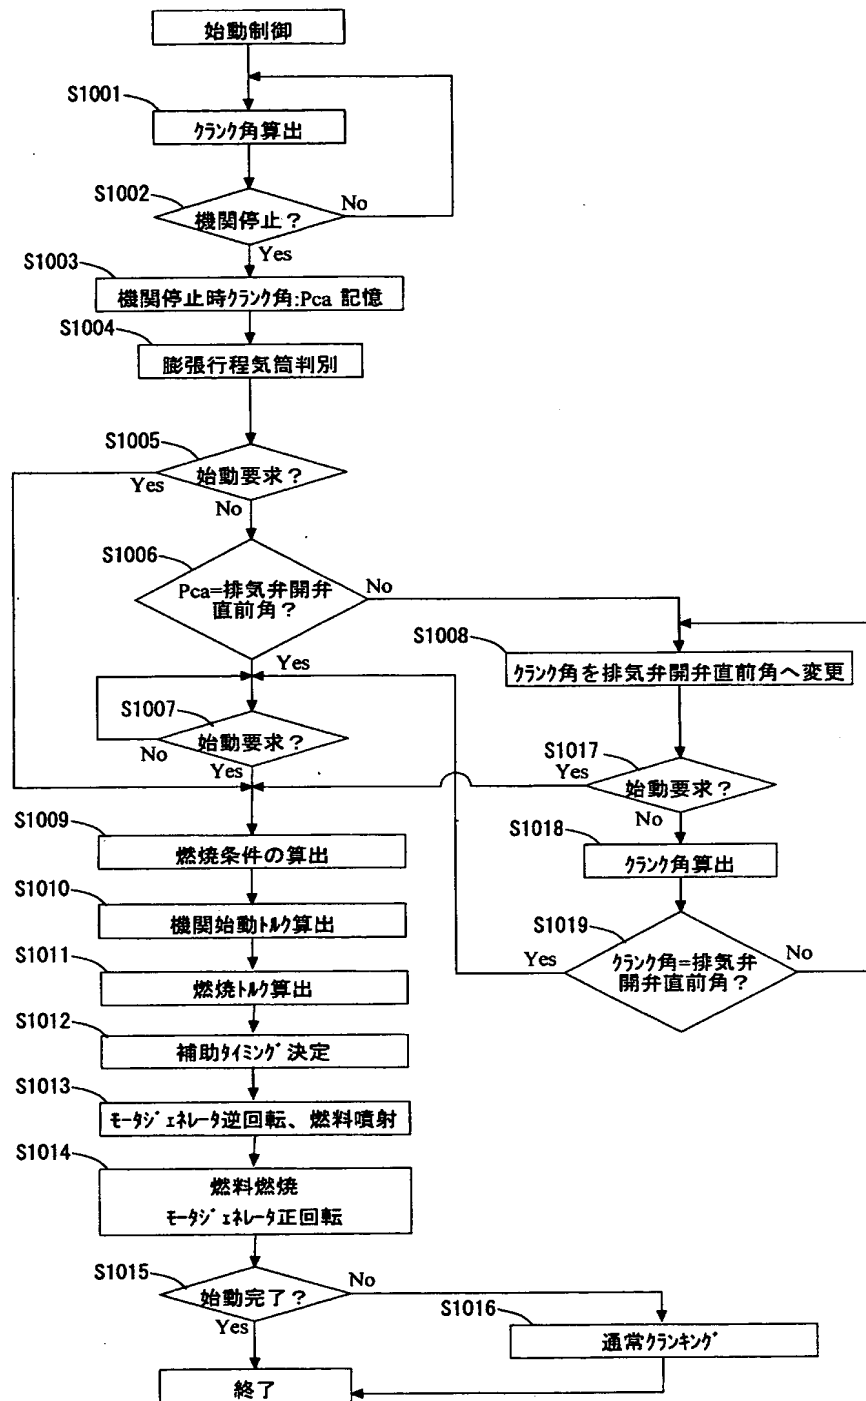 始動制御
S1001
クランク角算出
S1002
機関停止?
No
Yes
S1003
機関停止時クランク角:Pca 記憶
S1004
膨張行程気筒判別
S1005
始動要求?
Yes
No
S1006
Pca=排気弁開弁
直前角?
No
Yes
S1008
クランク角を排気弁開弁直前角へ変更
S1007
始動要求?
No
Yes
S1017
始動要求?
Yes
No
S1018
クランク角算出
S1019
クランク角=排気弁
開弁直前角?
Yes
No
S1009
燃焼条件の算出
S1010
機関始動トルク算出
S1011
燃焼トルク算出
S1012
補助タイミング決定
S1013
モータジェネレータ逆回転、燃料噴射
S1014
燃料燃焼
モータジェネレータ正回転
S1015
始動完了?
No
Yes
S1016
通常クランキング
終了